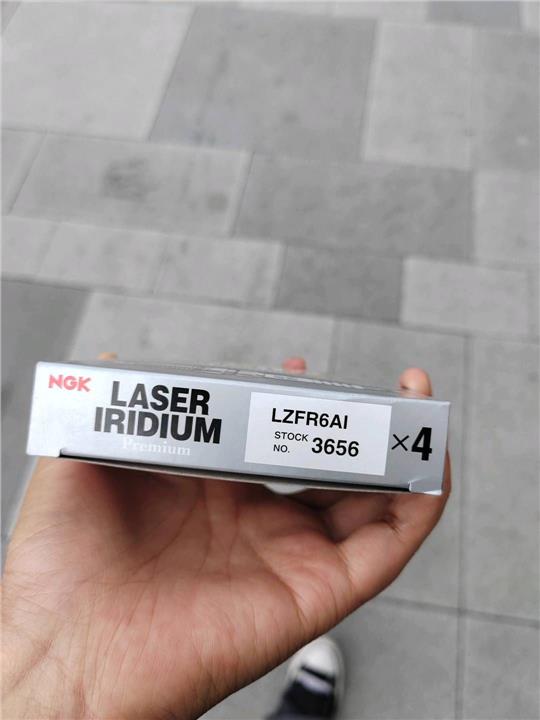 NGK
LASER
IRIDIUM
Premium
LZFR6AI
STOCK
NO. 3656
×4